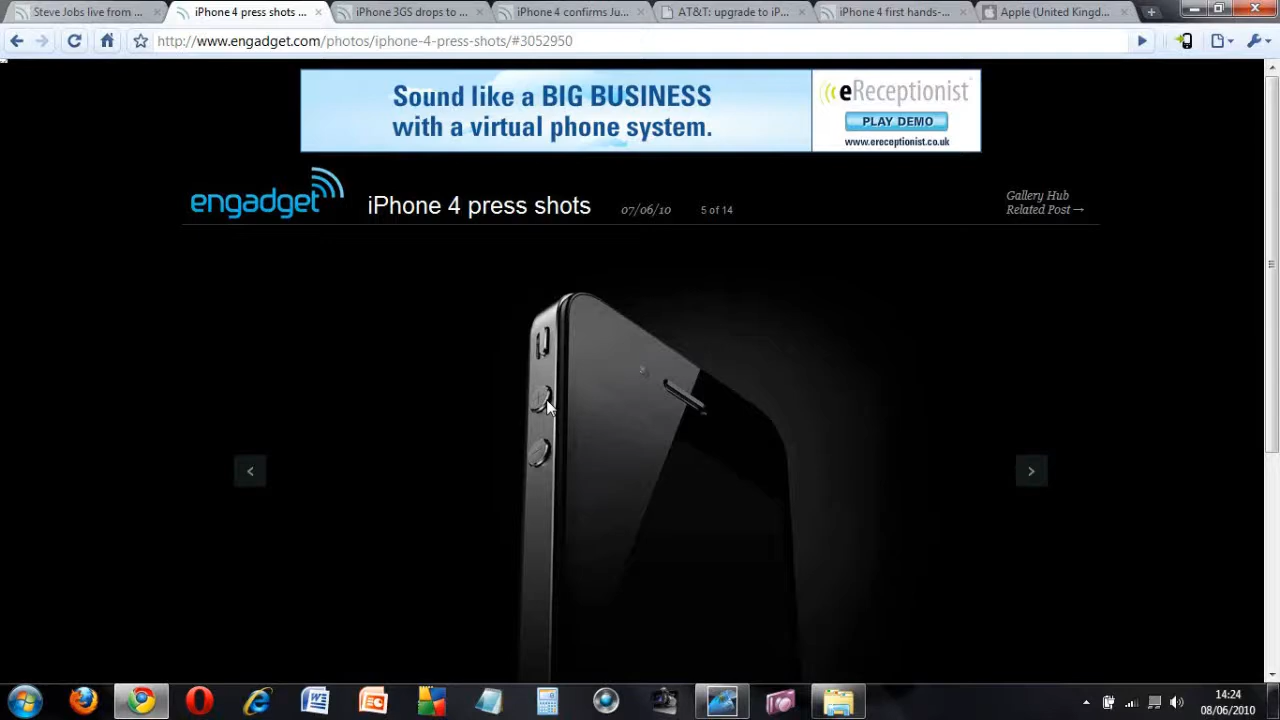 Steve Jobs live from ...
iPhone 4 press shots ...
iPhone 3GS drops to ...
iPhone 4 confirms Ju...
AT&T: upgrade to iP...
iPhone 4 first hands-...
Apple (United Kingd...
http://www.engadget.com/photos/iphone-4-press-shots/#3052950
Sound like a BIG BUSINESS
with a virtual phone system.
eReceptionist
PLAY DEMO
www.ereceptionist.co.uk
engadget
iPhone 4 press shots
07/06/10
5 of 14
Gallery Hub
Related Post →
14:24
08/06/2010